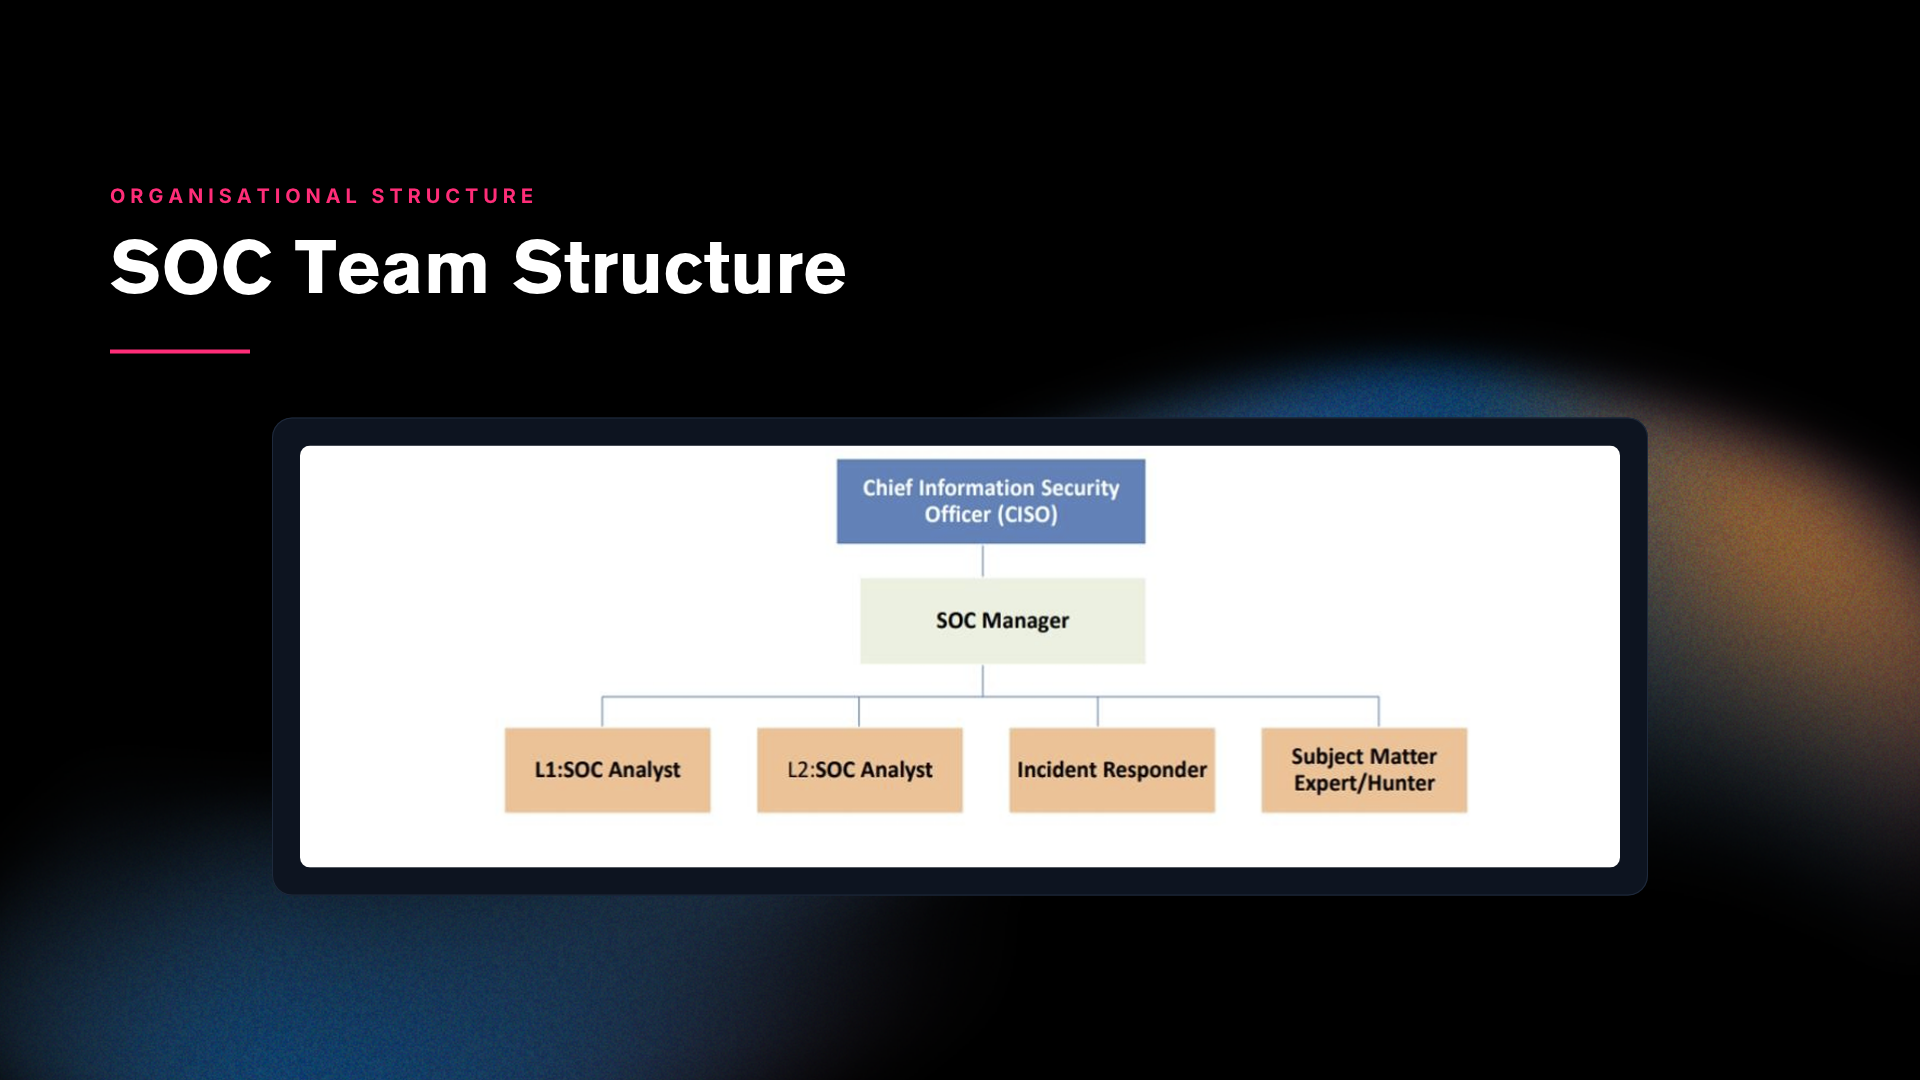 ORGANISATIONAL STRUCTURE
SOC Team Structure
Chief Information Security
Officer (CISO)
SOC Manager
L1:SOC Analyst
L2:SOC Analyst
Incident Responder
Subject Matter
Expert/Hunter